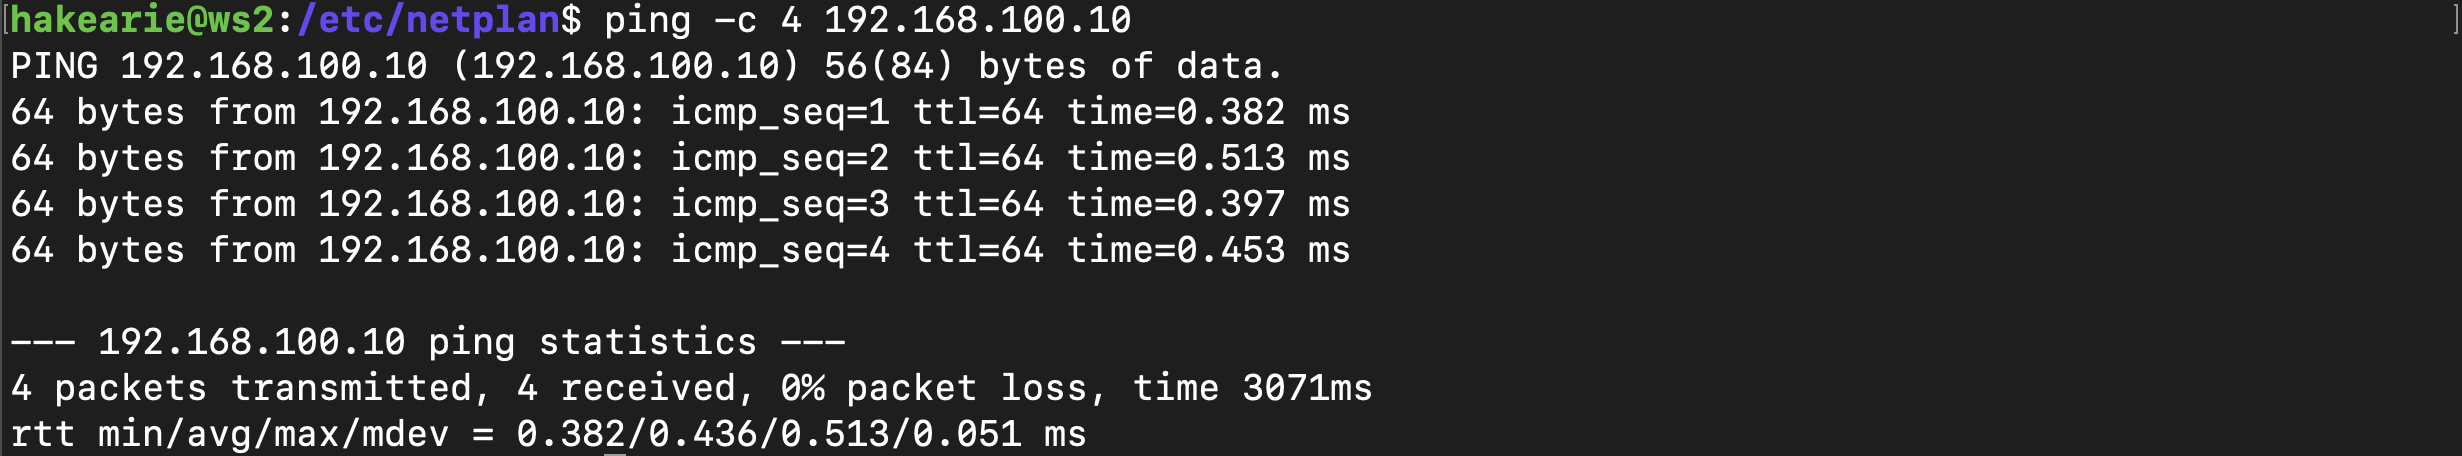 [hakearie@ws2:/etc/netplan$ ping -c 4 192.168.100.10 ]
PING 192.168.100.10 (192.168.100.10) 56(84) bytes of data.
64 bytes from 192.168.100.10: icmp_seq=1 ttl=64 time=0.382 ms
64 bytes from 192.168.100.10: icmp_seq=2 ttl=64 time=0.513 ms
64 bytes from 192.168.100.10: icmp_seq=3 ttl=64 time=0.397 ms
64 bytes from 192.168.100.10: icmp_seq=4 ttl=64 time=0.453 ms
--- 192.168.100.10 ping statistics ---
4 packets transmitted, 4 received, 0% packet loss, time 3071ms
rtt min/avg/max/mdev = 0.382/0.436/0.513/0.051 ms